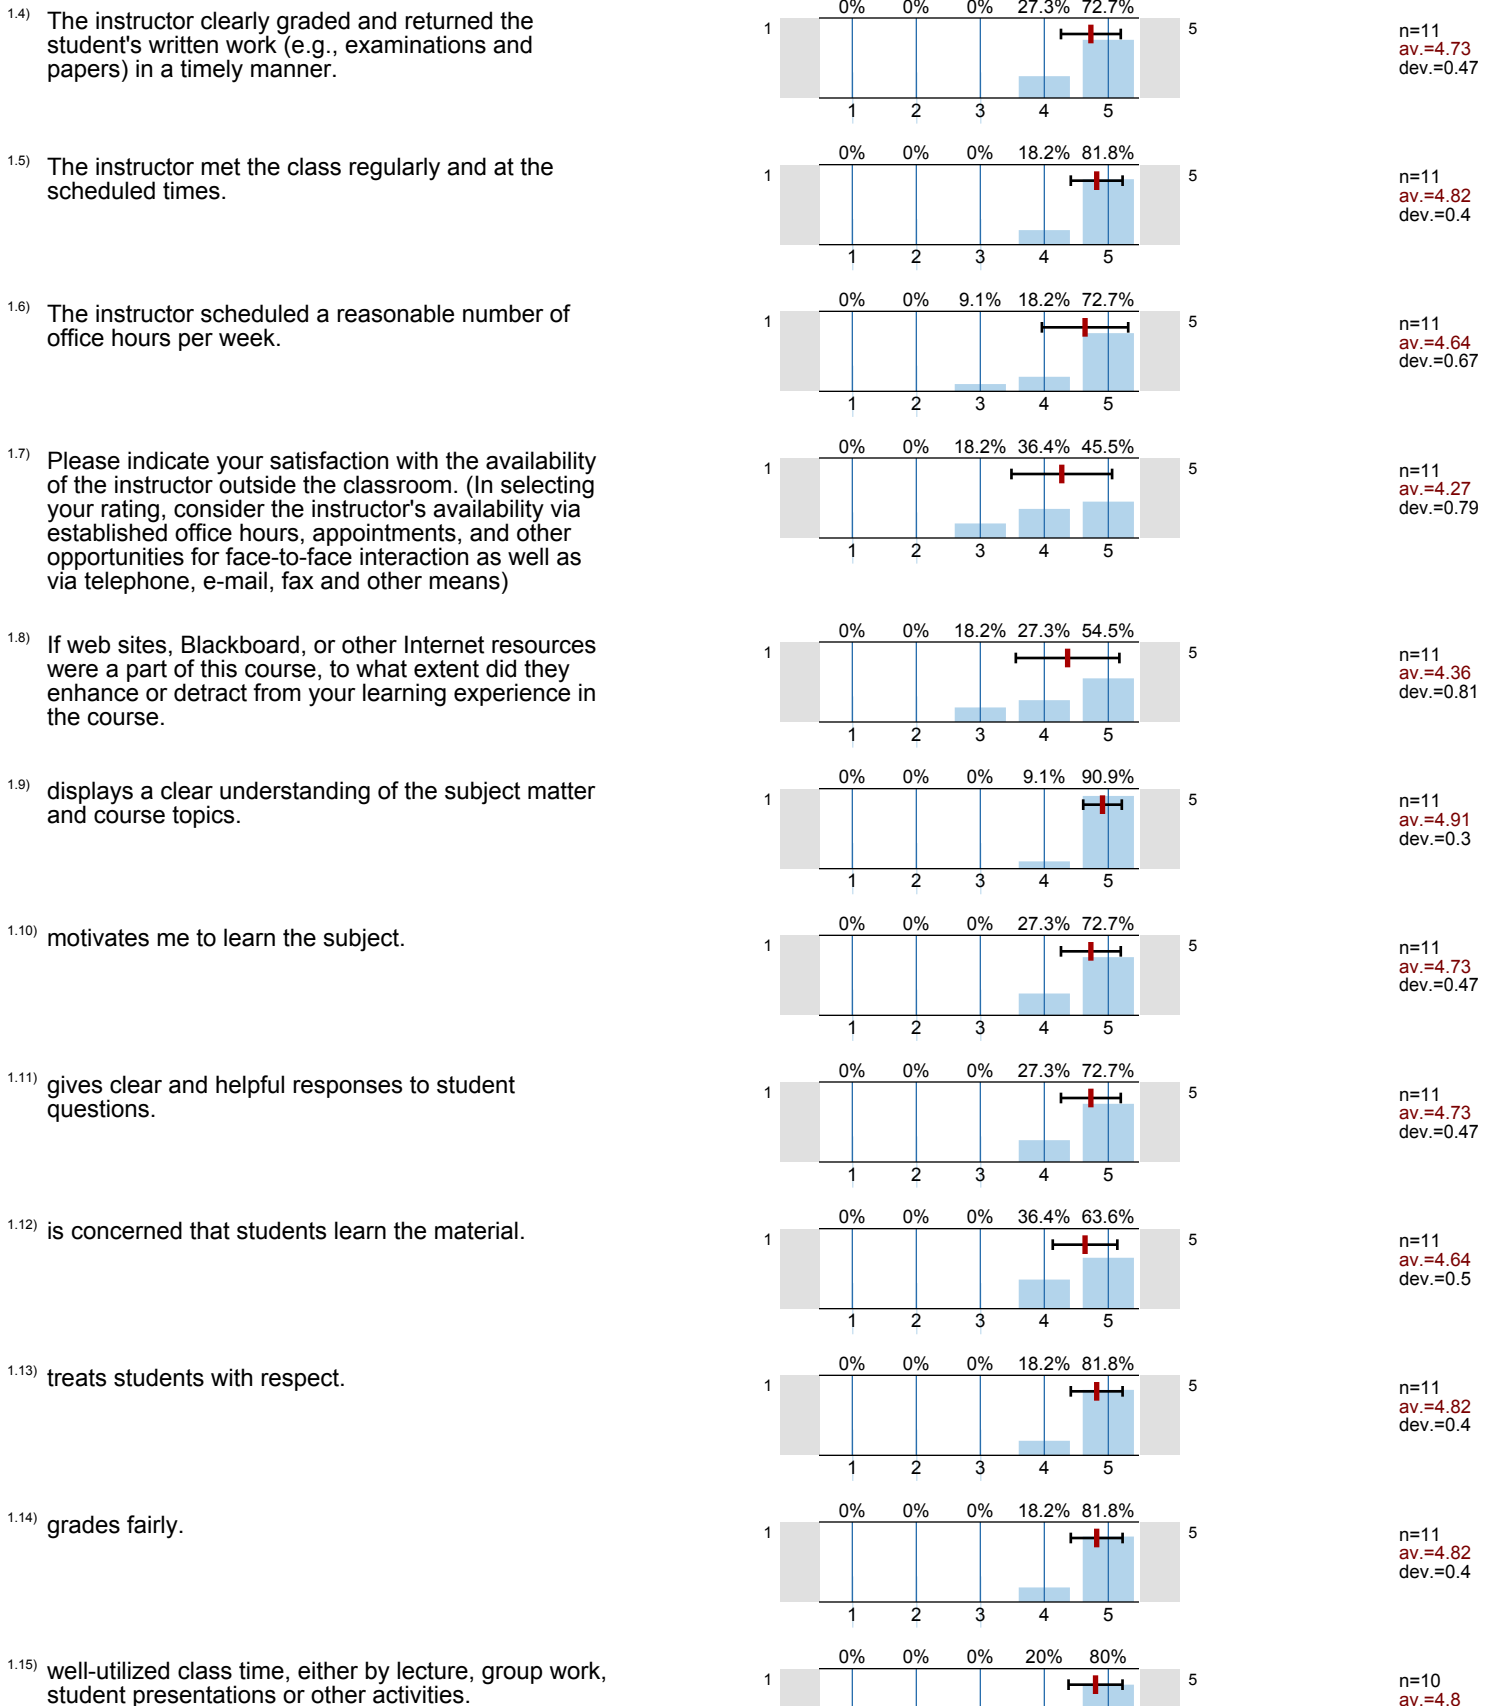 1.4) The instructor clearly graded and returned the
student's written work (e.g., examinations and
papers) in a timely manner.
0% 0% 0% 27.3% 72.7%
1 5
1 2 3 4 5
n=11
av.=4.73
dev.=0.47
1.5) The instructor met the class regularly and at the
scheduled times.
0% 0% 0% 18.2% 81.8%
1 5
1 2 3 4 5
n=11
av.=4.82
dev.=0.4
1.6) The instructor scheduled a reasonable number of
office hours per week.
0% 0% 9.1% 18.2% 72.7%
1 5
1 2 3 4 5
n=11
av.=4.64
dev.=0.67
1.7) Please indicate your satisfaction with the availability
of the instructor outside the classroom. (In selecting
your rating, consider the instructor's availability via
established office hours, appointments, and other
opportunities for face-to-face interaction as well as
via telephone, e-mail, fax and other means)
0% 0% 18.2% 36.4% 45.5%
1 5
1 2 3 4 5
n=11
av.=4.27
dev.=0.79
1.8) If web sites, Blackboard, or other Internet resources
were a part of this course, to what extent did they
enhance or detract from your learning experience in
the course.
0% 0% 18.2% 27.3% 54.5%
1 5
1 2 3 4 5
n=11
av.=4.36
dev.=0.81
1.9) displays a clear understanding of the subject matter
and course topics.
0% 0% 0% 9.1% 90.9%
1 5
1 2 3 4 5
n=11
av.=4.91
dev.=0.3
1.10) motivates me to learn the subject.
0% 0% 0% 27.3% 72.7%
1 5
1 2 3 4 5
n=11
av.=4.73
dev.=0.47
1.11) gives clear and helpful responses to student
questions.
0% 0% 0% 27.3% 72.7%
1 5
1 2 3 4 5
n=11
av.=4.73
dev.=0.47
1.12) is concerned that students learn the material.
0% 0% 0% 36.4% 63.6%
1 5
1 2 3 4 5
n=11
av.=4.64
dev.=0.5
1.13) treats students with respect.
0% 0% 0% 18.2% 81.8%
1 5
1 2 3 4 5
n=11
av.=4.82
dev.=0.4
1.14) grades fairly.
0% 0% 0% 18.2% 81.8%
1 5
1 2 3 4 5
n=11
av.=4.82
dev.=0.4
1.15) well-utilized class time, either by lecture, group work,
student presentations or other activities.
0% 0% 0% 20% 80%
1 5
n=10
av.=4.8